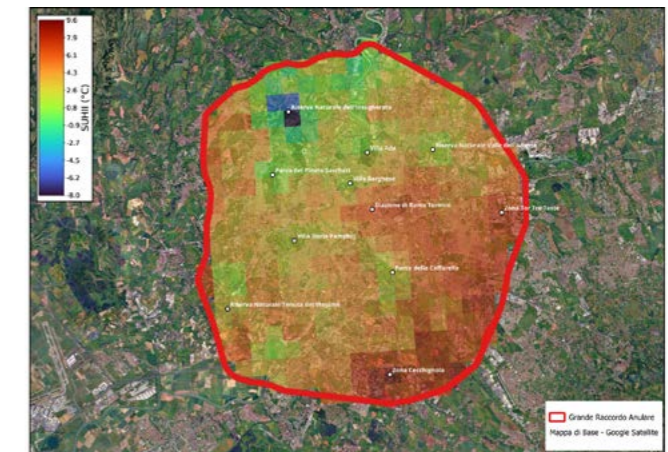 9.6
7.9
6.1
4.3
2.6
0.8
-0.9
-2.7
-4.5
-6.2
-8.0
SUHII (°C)
Riserva Naturale dell'Insugherata
Villa Ada
Riserva Naturale Valle dell'Aniene
Parco del Pineto Sacchetti
Villa Borghese
Stazione di Roma Termini
Zona Tor Tre Teste
Villa Doria Pamphilj
Parco della Caffarella
Riserva Naturale Tenuta dei Massimi
Zona Cecchignola
Grande Raccordo Anulare
Mappa di Base - Google Satellite